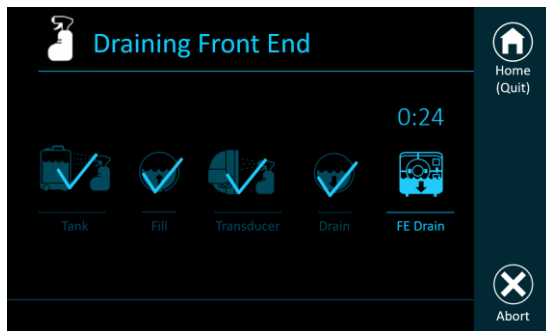 Draining Front End
Home
(Quit)
0:24
Tank
Fill
Transducer
Drain
FE Drain
Abort